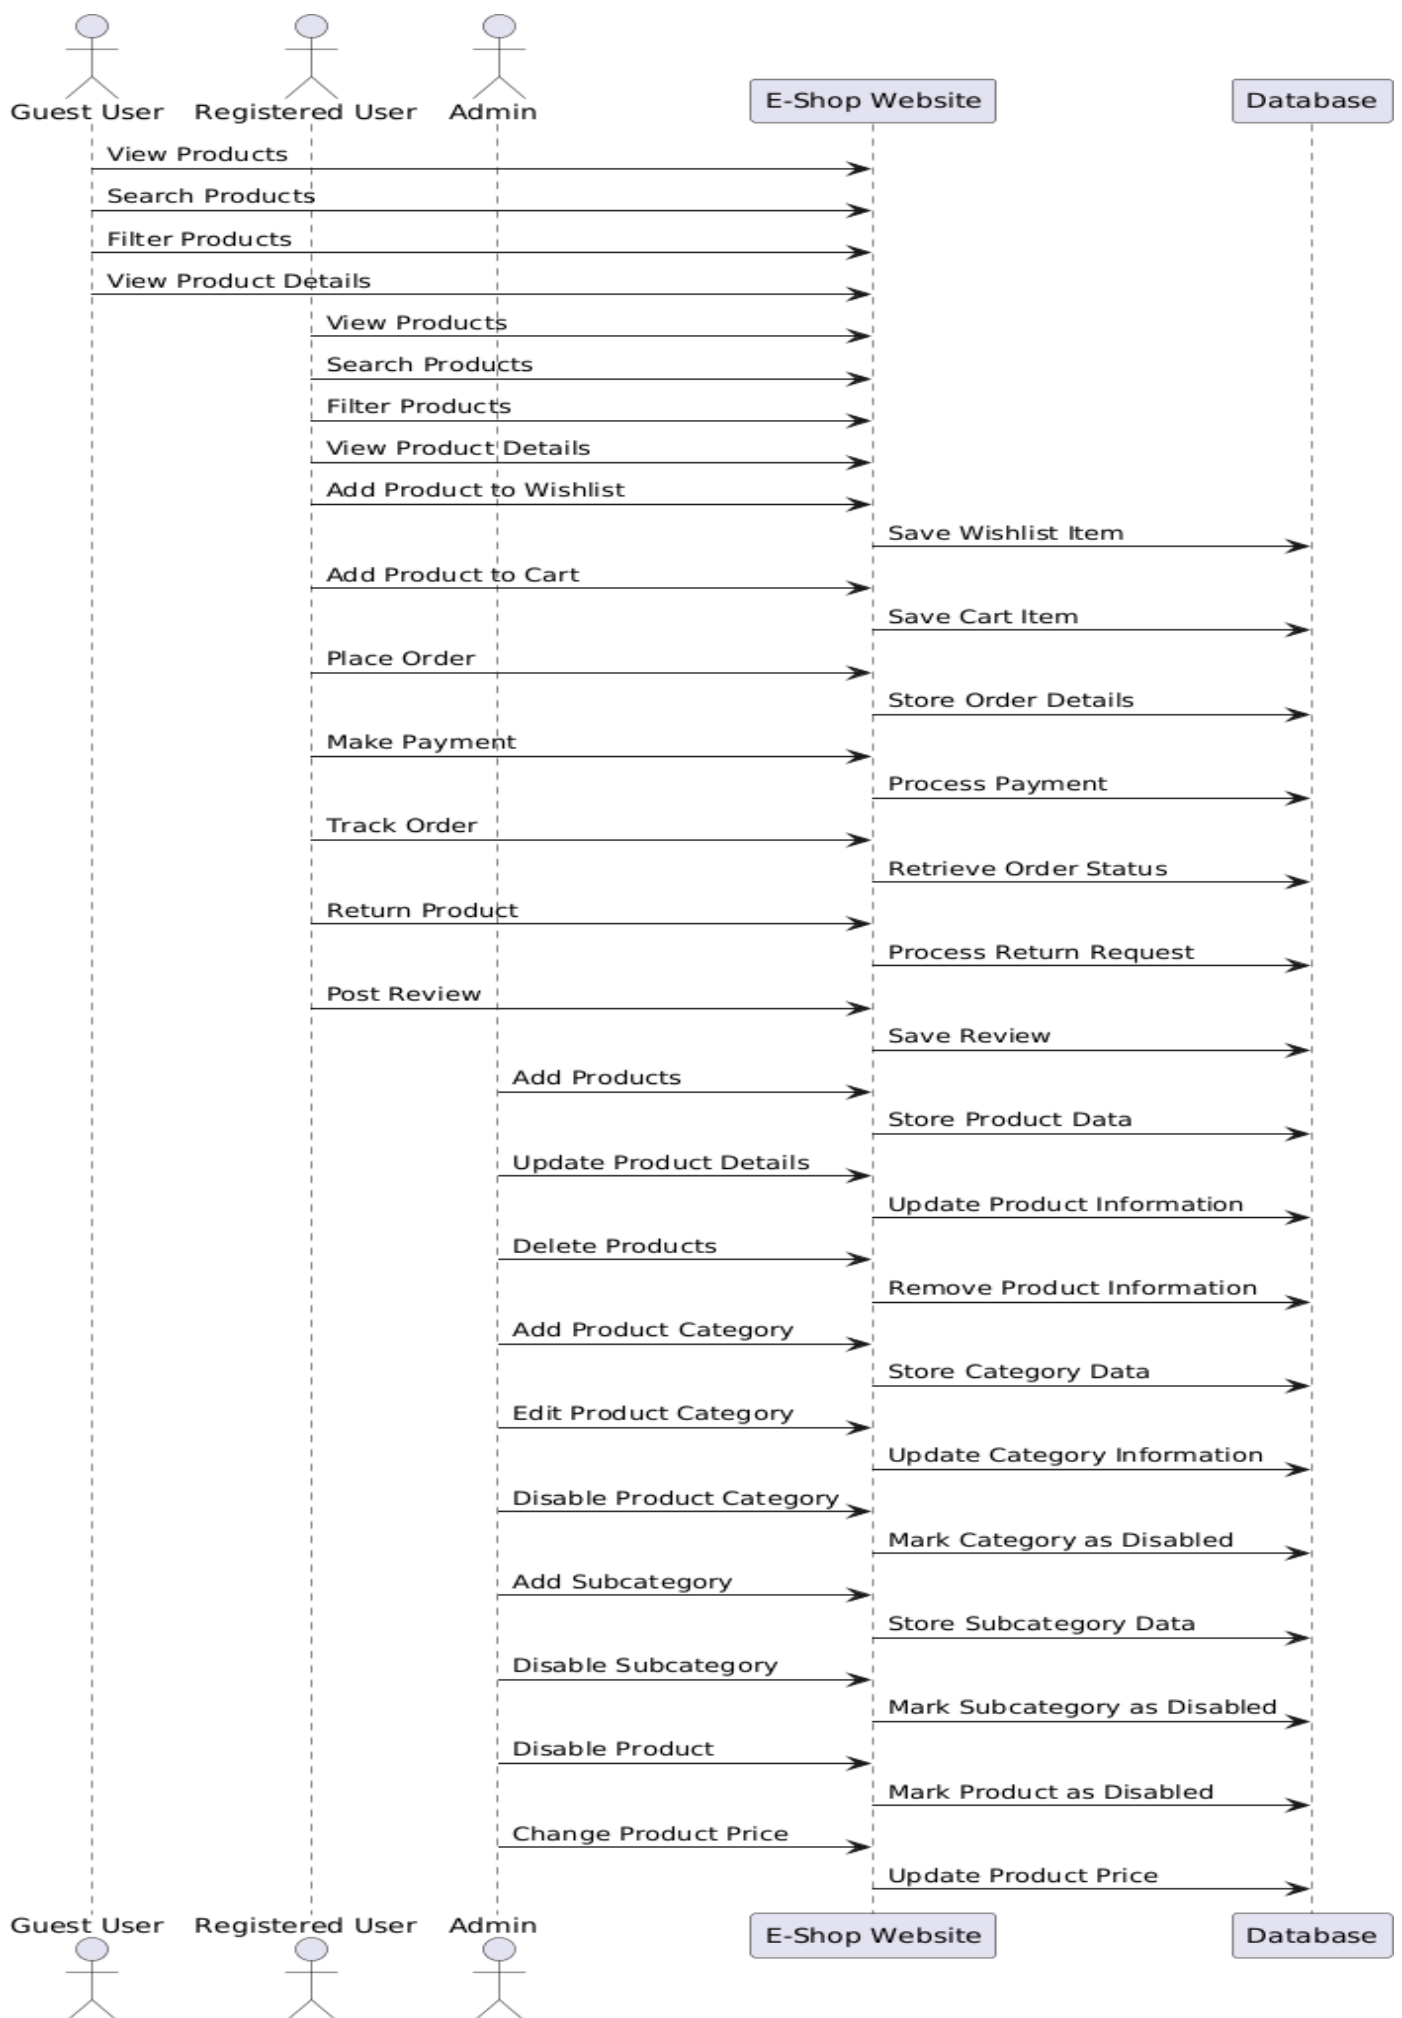 Guest User
Registered User
Admin
E-Shop Website
Database
View Products
Search Products
Filter Products
View Product Details
View Products
Search Products
Filter Products
View Product Details
Add Product to Wishlist
Save Wishlist Item
Add Product to Cart
Save Cart Item
Place Order
Store Order Details
Make Payment
Process Payment
Track Order
Retrieve Order Status
Return Product
Process Return Request
Post Review
Save Review
Add Products
Store Product Data
Update Product Details
Update Product Information
Delete Products
Remove Product Information
Add Product Category
Store Category Data
Edit Product Category
Update Category Information
Disable Product Category
Mark Category as Disabled
Add Subcategory
Store Subcategory Data
Disable Subcategory
Mark Subcategory as Disabled
Disable Product
Mark Product as Disabled
Change Product Price
Update Product Price
Guest User
Registered User
Admin
E-Shop Website
Database